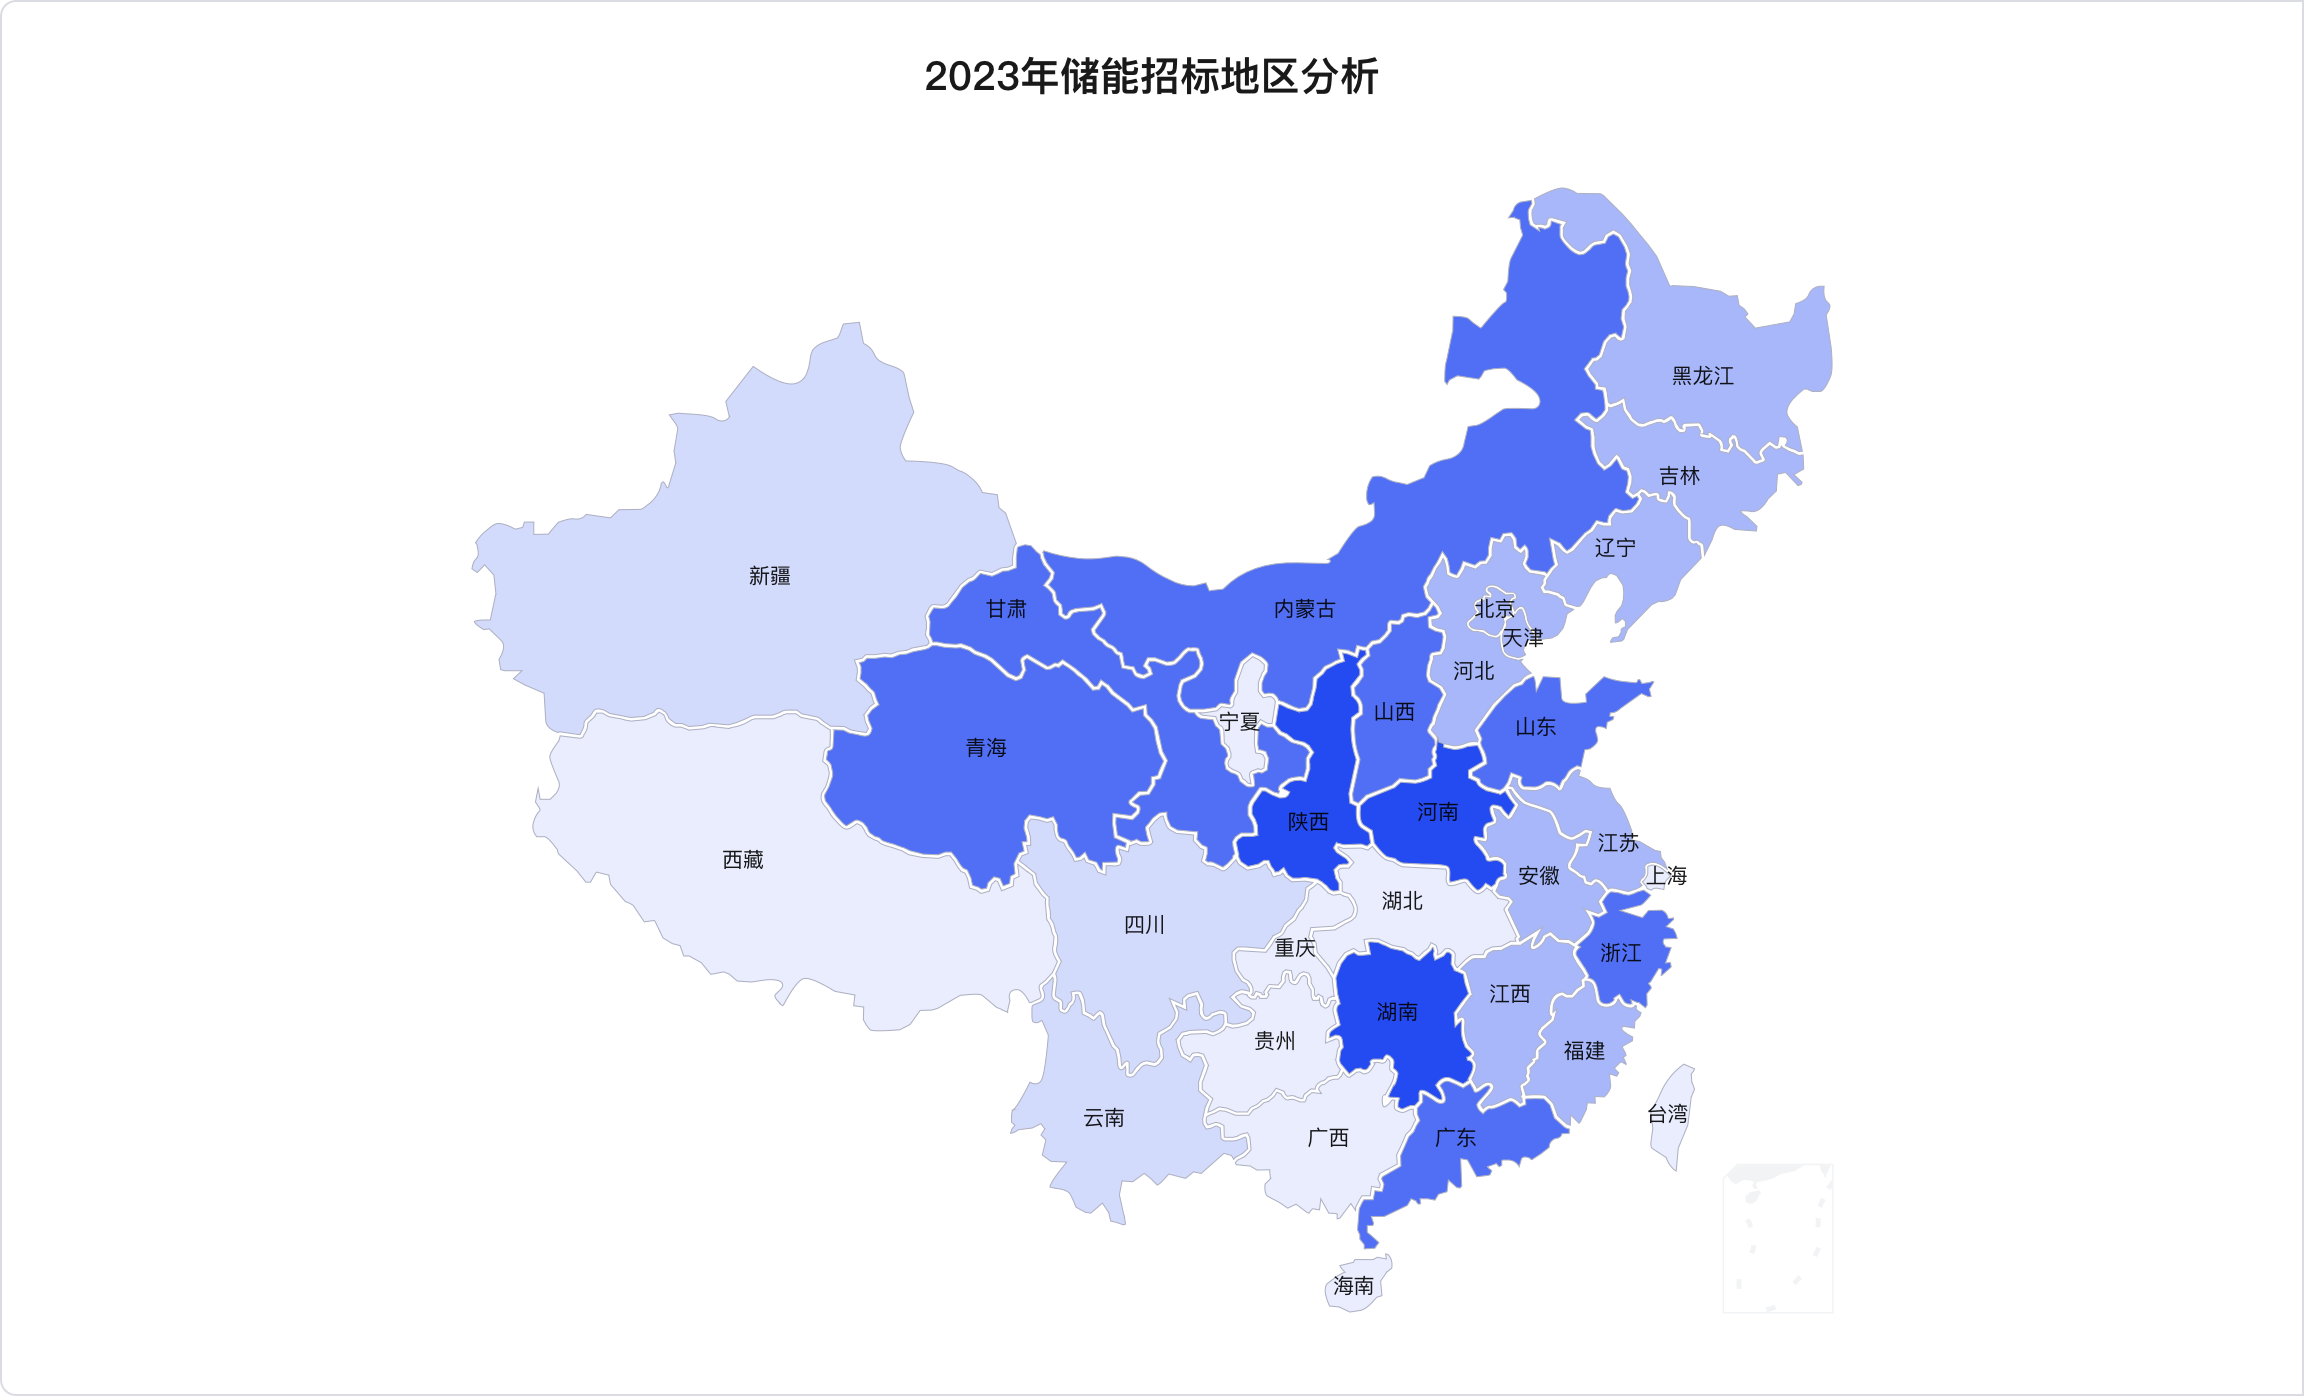 2023年储能招标地区分析
黑龙江
吉林
辽宁
新疆
甘肃
内蒙古
北京
天津
河北
山西
宁夏
山东
青海
陕西
河南
江苏
西藏
安徽
上海
湖北
四川
重庆
浙江
江西
湖南
贵州
福建
台湾
云南
广西
广东
海南